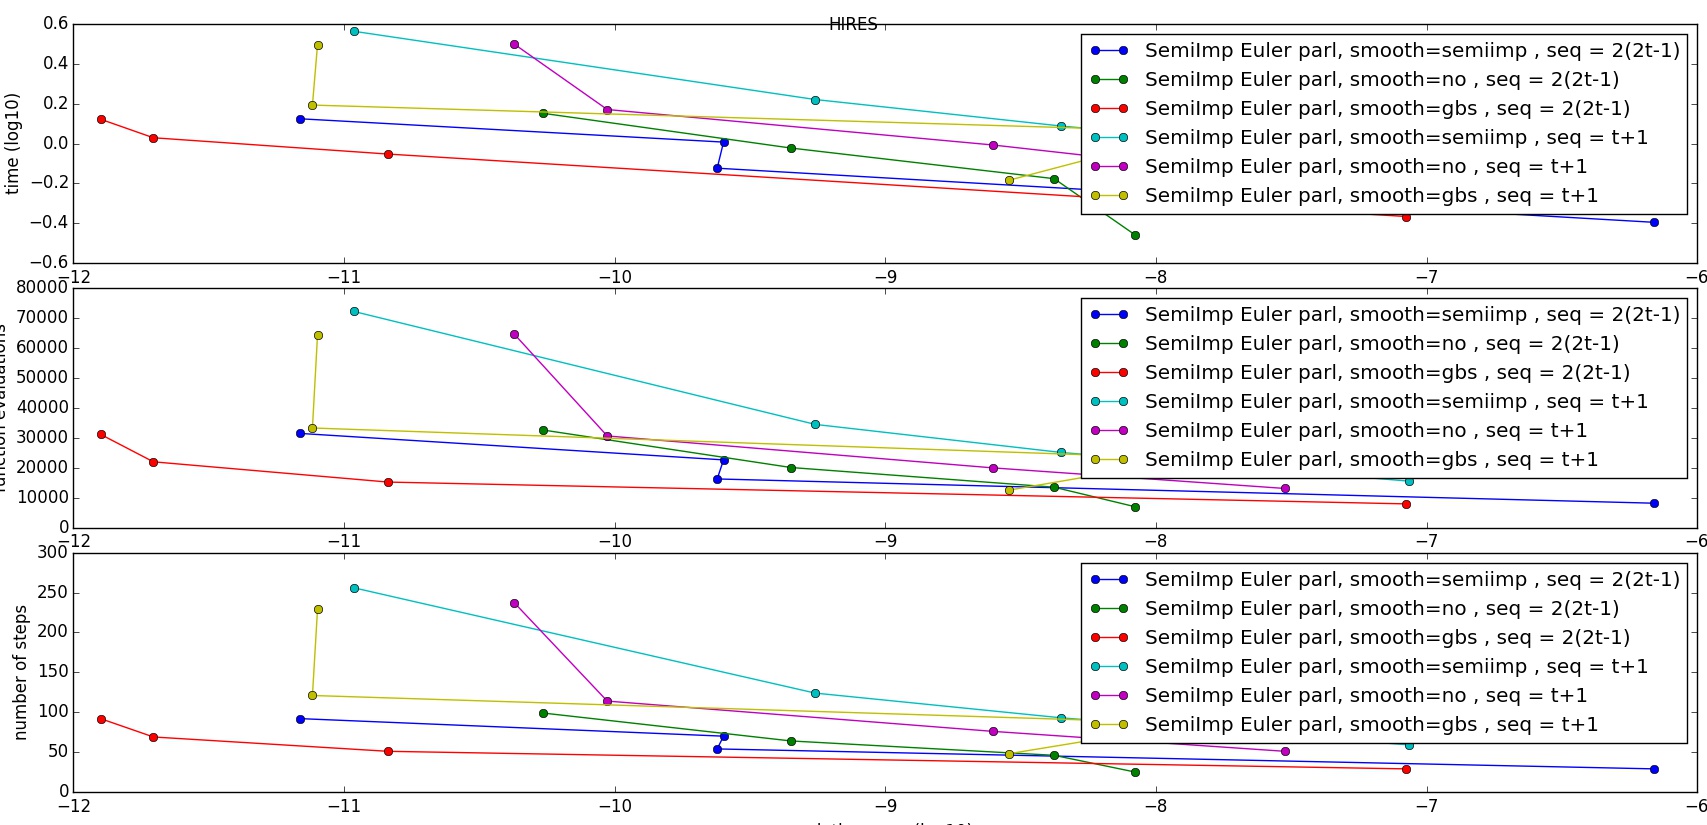 HIRES
time (log10)
0.6
0.4
0.2
0.0
−0.2
−0.4
−0.6
SemiImp Euler parl, smooth=semiimp , seq = 2(2t-1)
SemiImp Euler parl, smooth=no , seq = 2(2t-1)
SemiImp Euler parl, smooth=gbs , seq = 2(2t-1)
SemiImp Euler parl, smooth=semiimp , seq = t+1
SemiImp Euler parl, smooth=no , seq = t+1
SemiImp Euler parl, smooth=gbs , seq = t+1
−12 −11 −10 −9 −8 −7 −6
function evaluations
80000
70000
60000
50000
40000
30000
20000
10000
0
SemiImp Euler parl, smooth=semiimp , seq = 2(2t-1)
SemiImp Euler parl, smooth=no , seq = 2(2t-1)
SemiImp Euler parl, smooth=gbs , seq = 2(2t-1)
SemiImp Euler parl, smooth=semiimp , seq = t+1
SemiImp Euler parl, smooth=no , seq = t+1
SemiImp Euler parl, smooth=gbs , seq = t+1
−12 −11 −10 −9 −8 −7 −6
number of steps
300
250
200
150
100
50
0
SemiImp Euler parl, smooth=semiimp , seq = 2(2t-1)
SemiImp Euler parl, smooth=no , seq = 2(2t-1)
SemiImp Euler parl, smooth=gbs , seq = 2(2t-1)
SemiImp Euler parl, smooth=semiimp , seq = t+1
SemiImp Euler parl, smooth=no , seq = t+1
SemiImp Euler parl, smooth=gbs , seq = t+1
−12 −11 −10 −9 −8 −7 −6